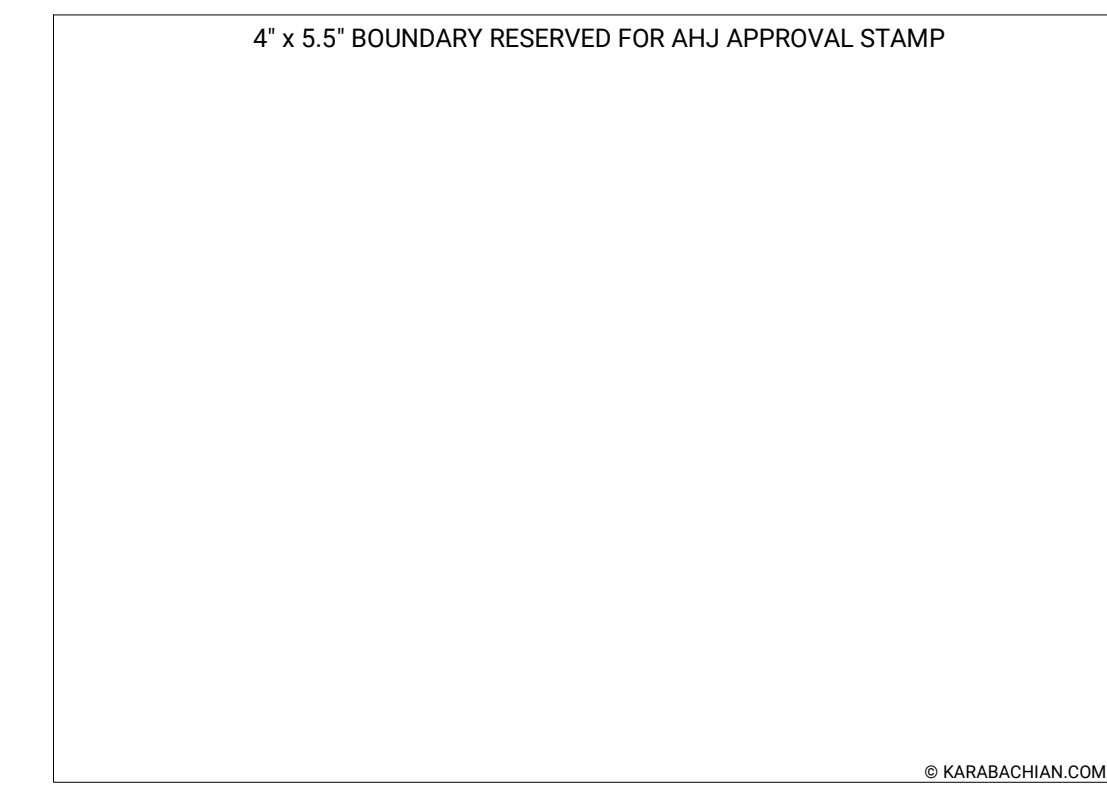 4" x 5.5" BOUNDARY RESERVED FOR AHJ APPROVAL STAMP
© KARABACHIAN.COM